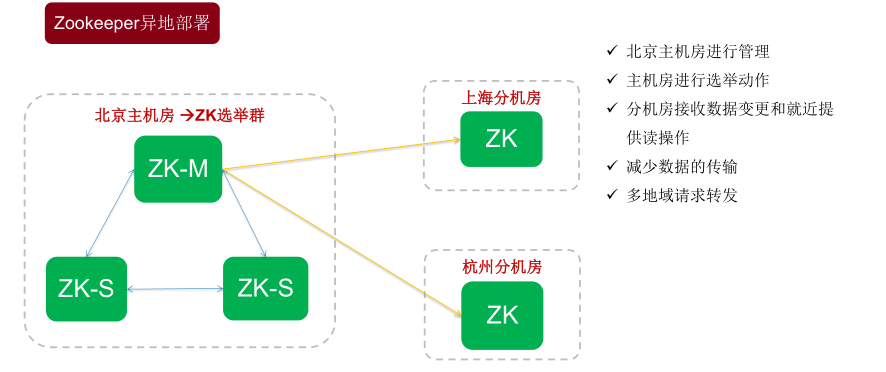 Zookeeper异地部署
北京主机房 →ZK选举群
ZK-M
ZK-S
ZK-S
上海分机房
ZK
杭州分机房
ZK
✓ 北京主机房进行管理
✓ 主机房进行选举动作
✓ 分机房接收数据变更和就近提
供读操作
✓ 减少数据的传输
✓ 多地域请求转发